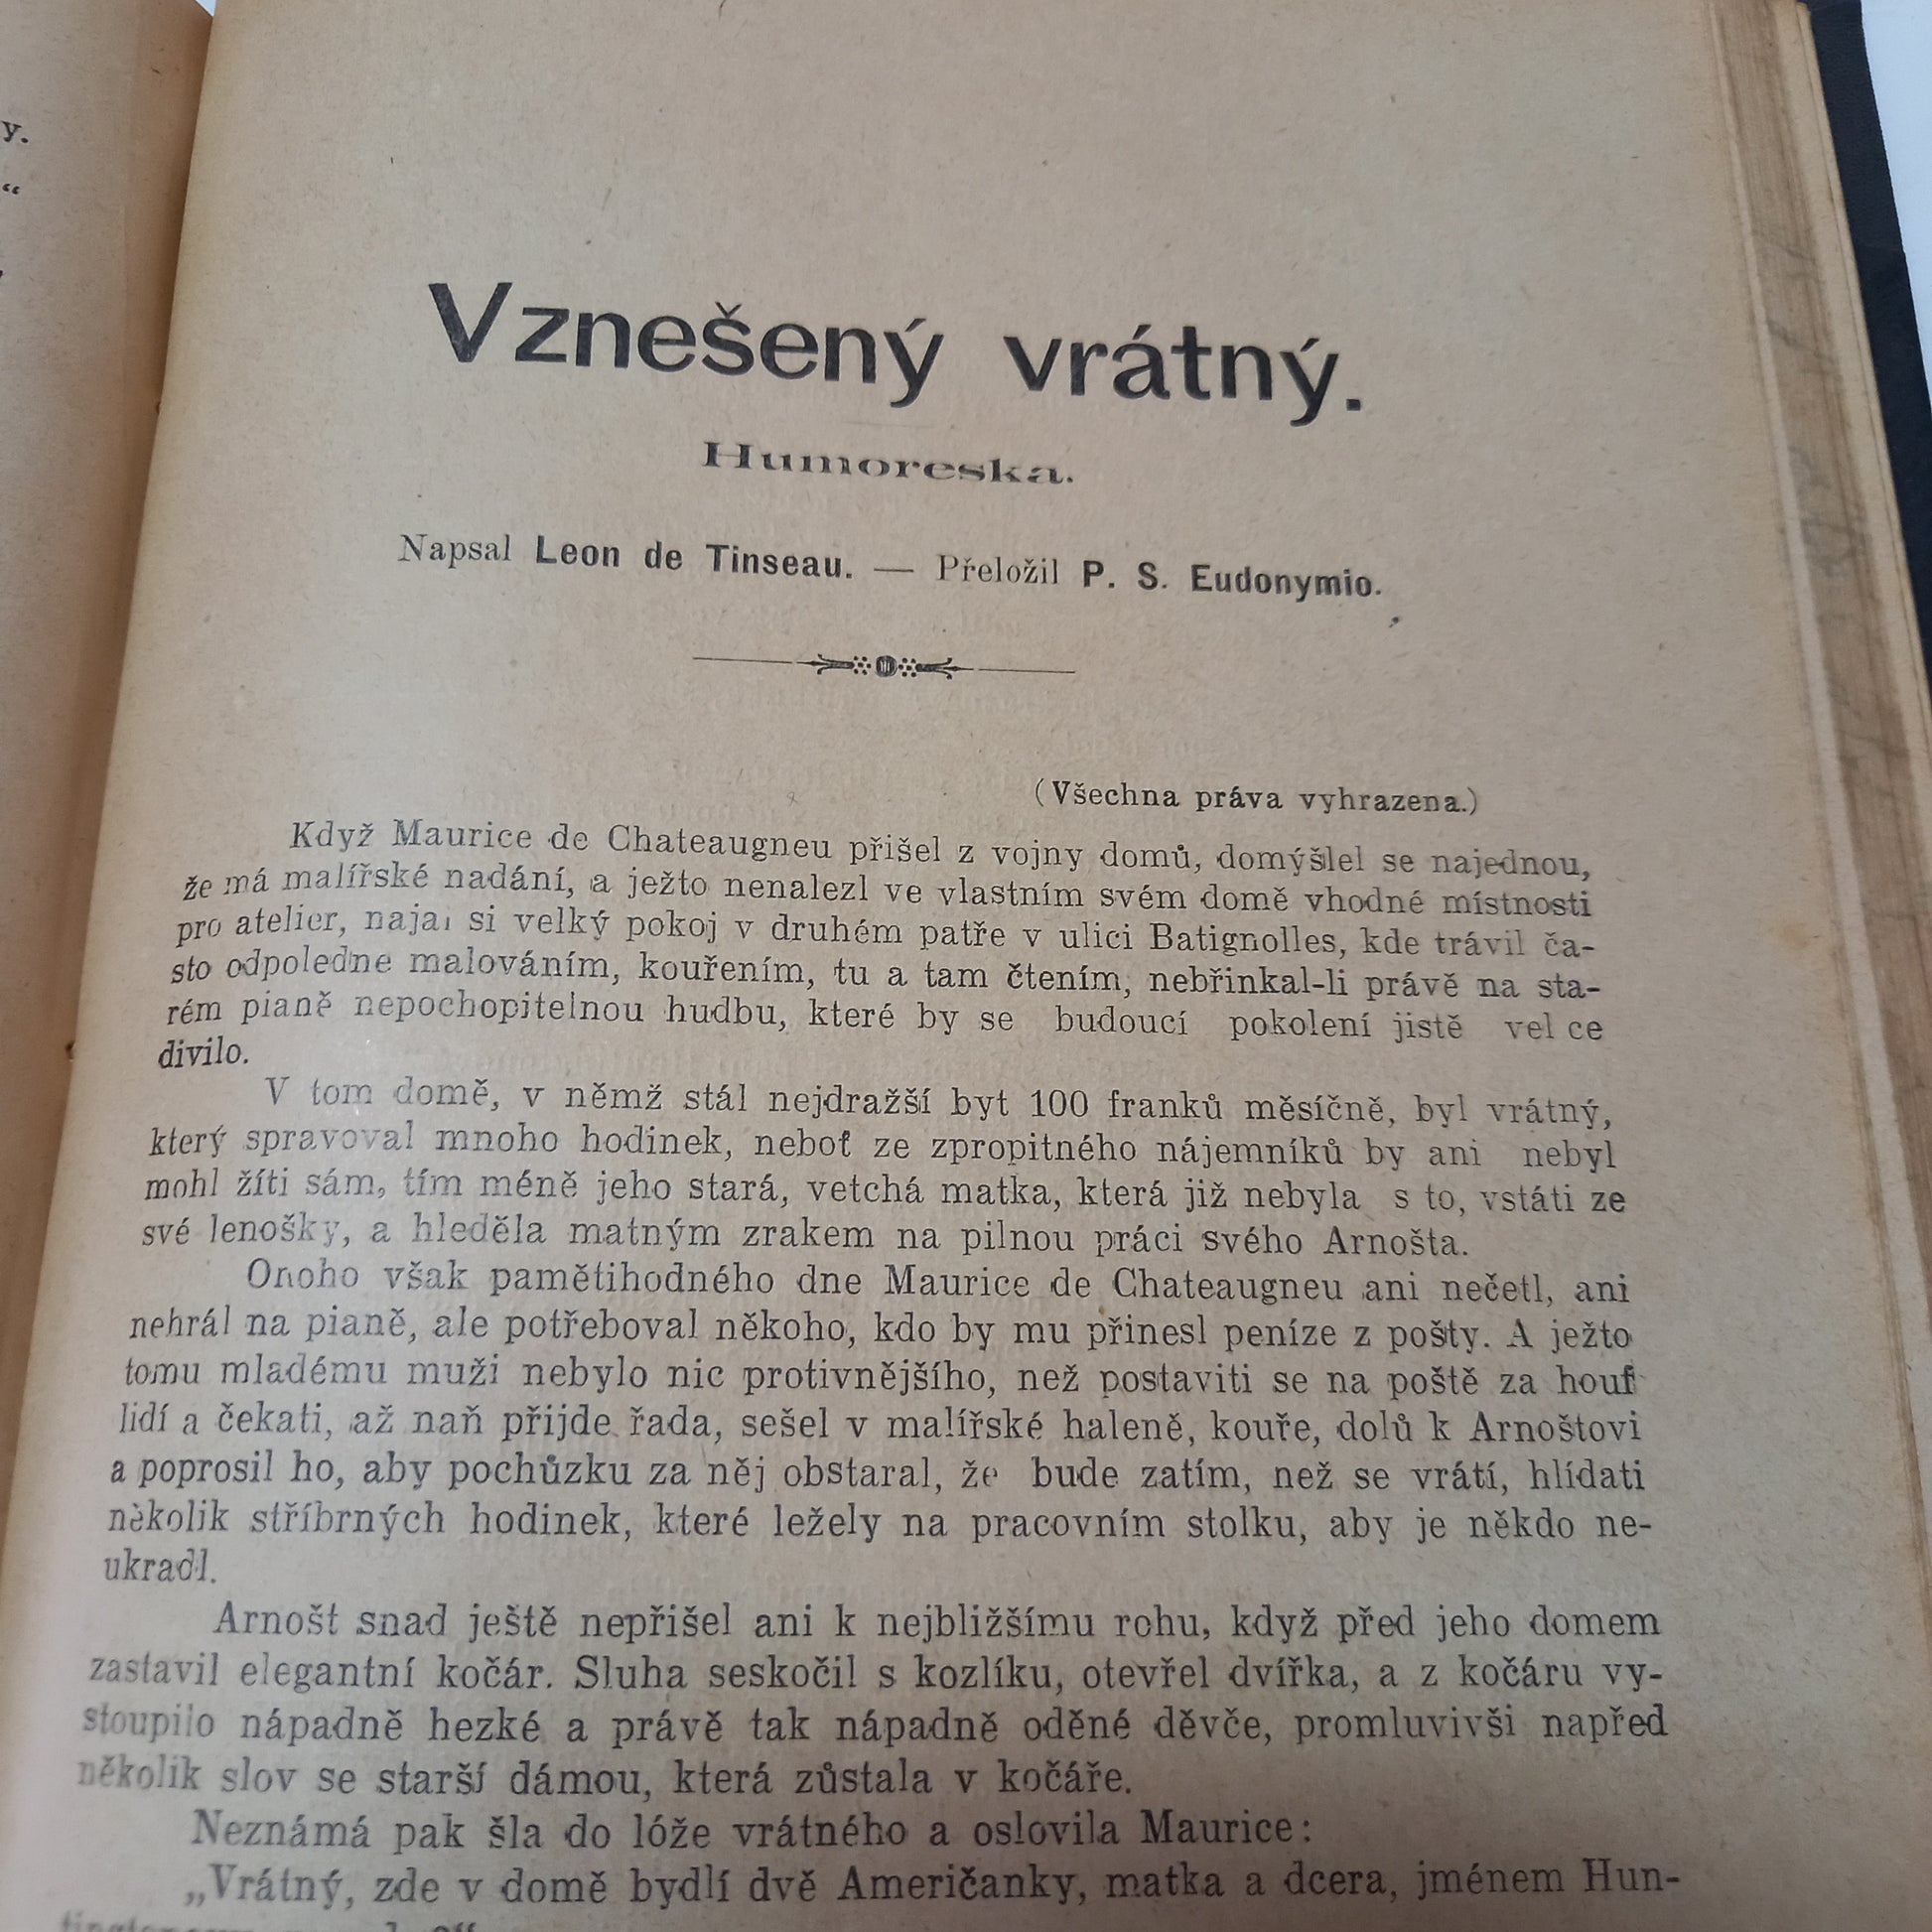 y.
“
Vznešený vrátný.
Humoreska.
Napsal Leon de Tinseau. — Přeložil P. S. Eudonymio.
(Všechna práva vyhrazena.)
Když Maurice de Chateaugneu přišel z vojny domů, domýšlel se najednou,
že má malířské nadání, a ježto nenalezl ve vlastním svém domě vhodné místnosti
pro atelier, najal si velký pokoj v druhém patře v ulici Batignolles, kde trávil ča-
sto odpoledne malováním, kouřením, tu a tam čtením, nebřinkal-li právě na sta-
rém pianě nepochopitelnou hudbu, které by se budoucí pokolení jistě velce
divilo.
V tom domě, v němž stál nejdražší byt 100 franků měsíčně, byl vrátný,
který spravoval mnoho hodinek, neboť ze zpropitného nájemníků by ani nebyl
mohl žíti sám, tím méně jeho stará, vetchá matka, která již nebyla s to, vstáti ze
své lenošky, a hleděla matným zrakem na pilnou práci svého Arnošta.
Onoho však pamětihodného dne Maurice de Chateaugneu ani nečetl, ani
nehrál na pianě, ale potřeboval někoho, kdo by mu přinesl peníze z pošty. A ježto
tomu mladému muži nebylo nic protivnějšího, než postaviti se na poště za houf
lidí a čekati, až naň přijde řada, sešel v malířské haleně, kouře, dolů k Arnoštovi
a poprosil ho, aby pochůzku za něj obstaral, že bude zatím, než se vrátí, hlídati
několik stříbrných hodinek, které ležely na pracovním stolku, aby je někdo ne-
ukradl.
Arnošt snad ještě nepřišel ani k nejbližšímu rohu, když před jeho domem
zastavil elegantní kočár. Sluha seskočil s kozlíku, otevřel dvířka, a z kočáru vy-
stoupilo nápadně hezké a právě tak nápadně oděné děvče, promluvivši napřed
několik slov se starší dámou, která zůstala v kočáře.
Neznámá pak šla do lóže vrátného a oslovila Maurice:
„Vrátný, zde v domě bydlí dvě Američanky, matka a dcera, jménem Hun-